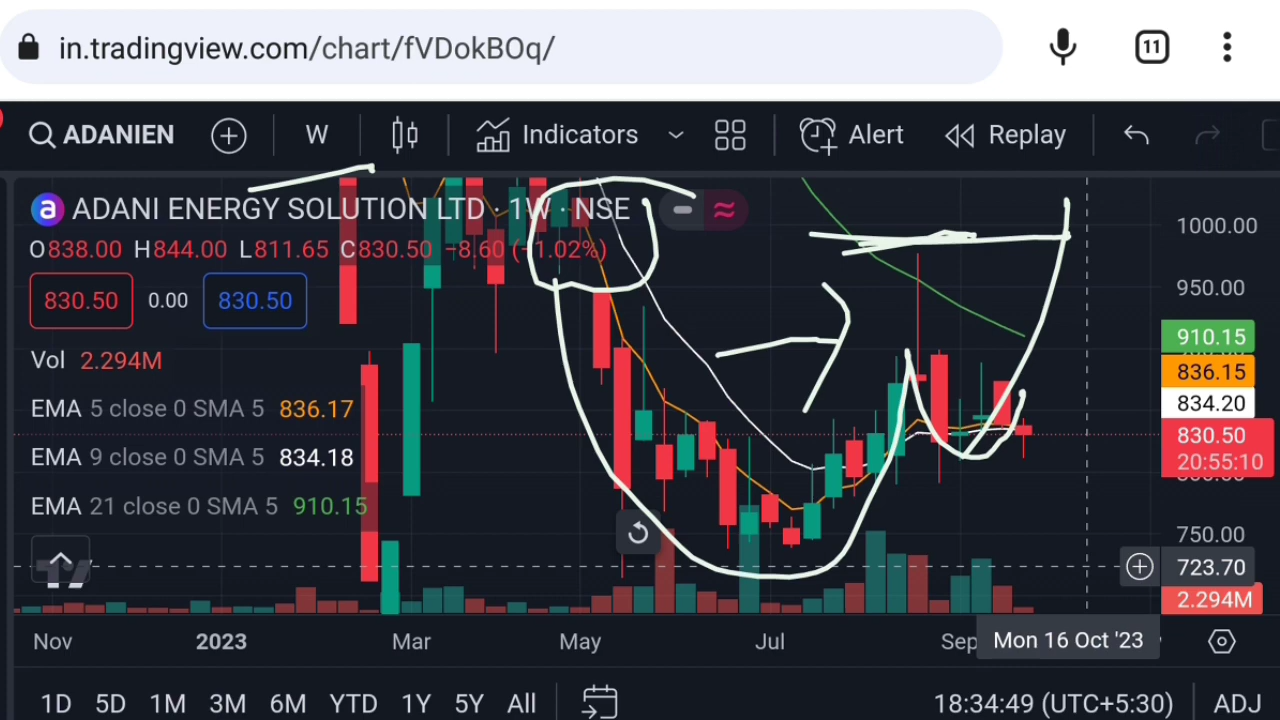 in.tradingview.com/chart/fVDokBOq/
11
ADANIEN W Indicators Alert Replay
a ADANI ENERGY SOLUTION LTD · 1W · NSE
O838.00 H844.00 L811.65 C830.50 −8.60 (−1.02%)
830.50 0.00 830.50
Vol 2.294M
EMA 5 close 0 SMA 5 836.17
EMA 9 close 0 SMA 5 834.18
EMA 21 close 0 SMA 5 910.15
1000.00
950.00
910.15
836.15
834.20
830.50
20:55:10
750.00
723.70
2.294M
Nov 2023 Mar May Jul Sep Mon 16 Oct '23
1D 5D 1M 3M 6M YTD 1Y 5Y All 18:34:49 (UTC+5:30) ADJ